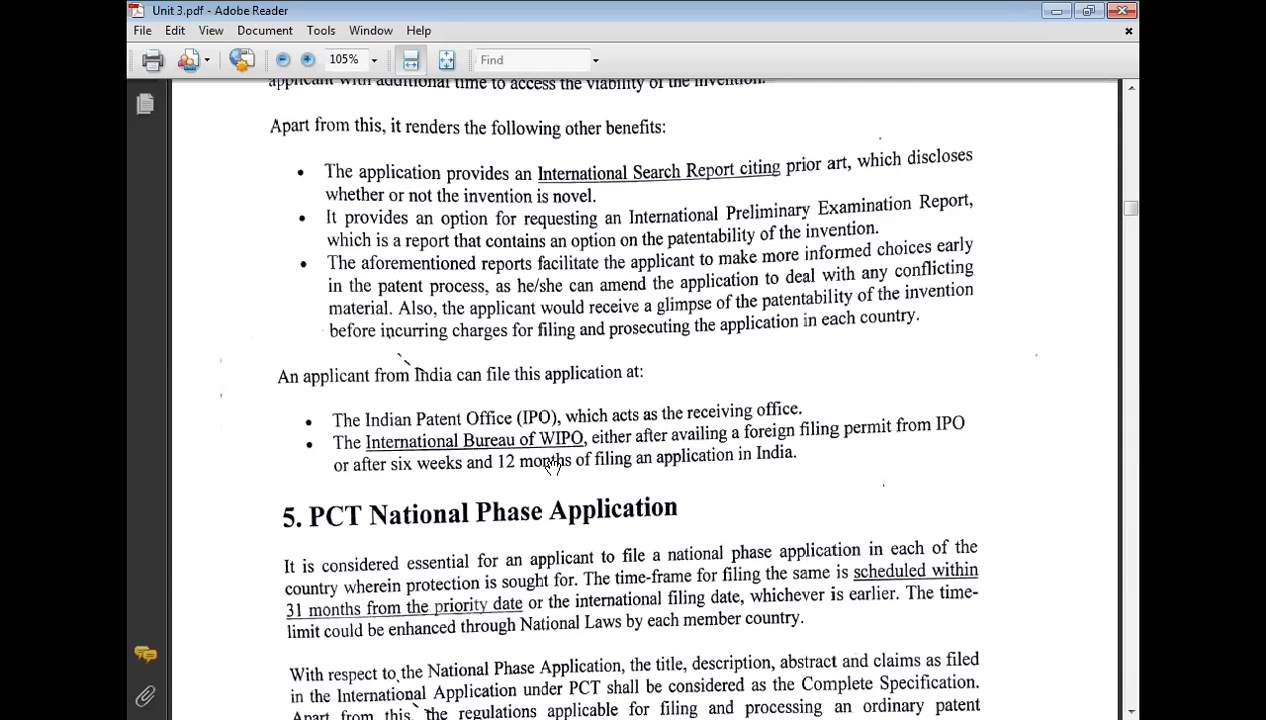 Unit 3.pdf - Adobe Reader
File Edit View Document Tools Window Help
105% Find
applicant with additional time to access the viability of the invention.
Apart from this, it renders the following other benefits:
• The application provides an International Search Report citing prior art, which discloses
whether or not the invention is novel.
• It provides an option for requesting an International Preliminary Examination Report,
which is a report that contains an option on the patentability of the invention.
• The aforementioned reports facilitate the applicant to make more informed choices early
in the patent process, as he/she can amend the application to deal with any conflicting
material. Also, the applicant would receive a glimpse of the patentability of the invention
before incurring charges for filing and prosecuting the application in each country.
An applicant from India can file this application at:
• The Indian Patent Office (IPO), which acts as the receiving office.
• The International Bureau of WIPO, either after availing a foreign filing permit from IPO
or after six weeks and 12 months of filing an application in India.
5. PCT National Phase Application
It is considered essential for an applicant to file a national phase application in each of the
country wherein protection is sought for. The time-frame for filing the same is scheduled within
31 months from the priority date or the international filing date, whichever is earlier. The time-
limit could be enhanced through National Laws by each member country.
With respect to the National Phase Application, the title, description, abstract and claims as filed
in the International Application under PCT shall be considered as the Complete Specification.
Apart from this, the regulations applicable for filing and processing an ordinary patent